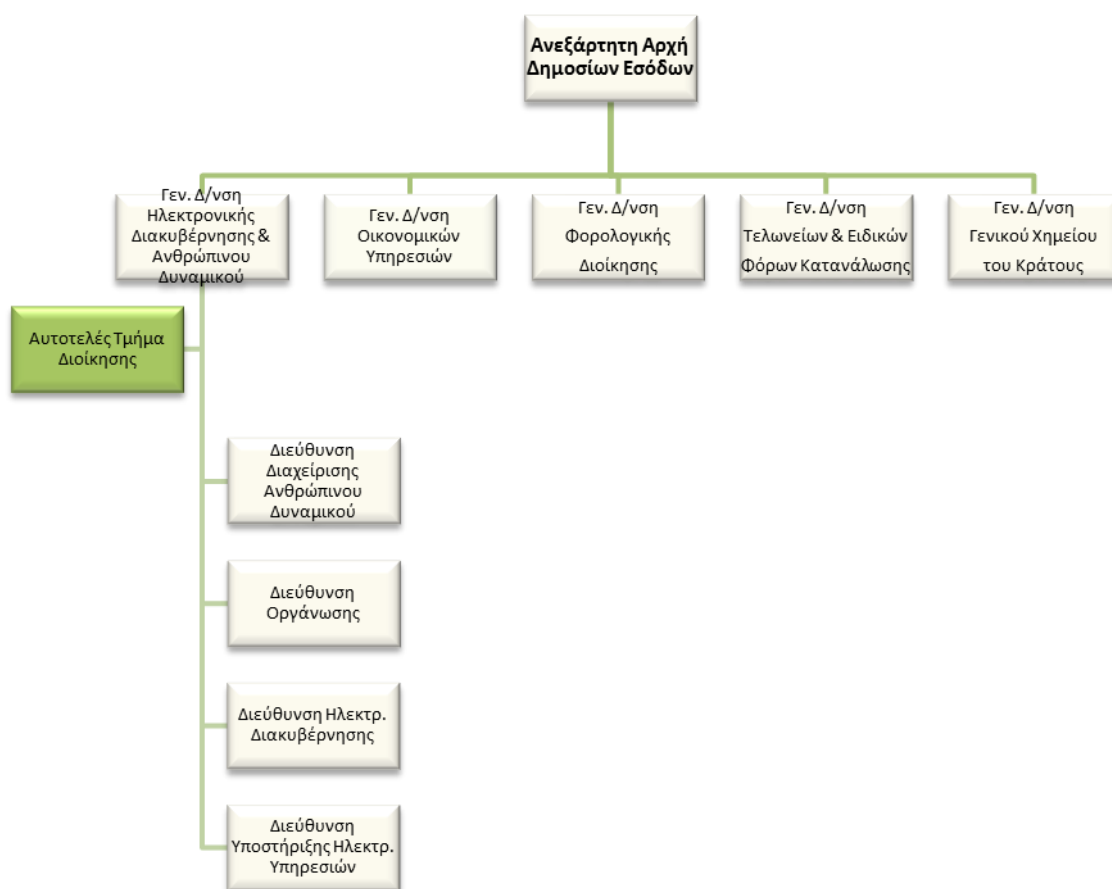 Ανεξάρτητη Αρχή
Δημοσίων Εσόδων
Γεν. Δ/νση
Ηλεκτρονικής
Διακυβέρνησης &
Ανθρώπινου
Δυναμικού
Γεν. Δ/νση
Οικονομικών
Υπηρεσιών
Γεν. Δ/νση
Φορολογικής
Διοίκησης
Γεν. Δ/νση
Τελωνείων & Ειδικών
Φόρων Κατανάλωσης
Γεν. Δ/νση
Γενικού Χημείου
του Κράτους
Αυτοτελές Τμήμα
Διοίκησης
Διεύθυνση
Διαχείρισης
Ανθρώπινου
Δυναμικού
Διεύθυνση
Οργάνωσης
Διεύθυνση Ηλεκτρ.
Διακυβέρνησης
Διεύθυνση
Υποστήριξης Ηλεκτρ.
Υπηρεσιών